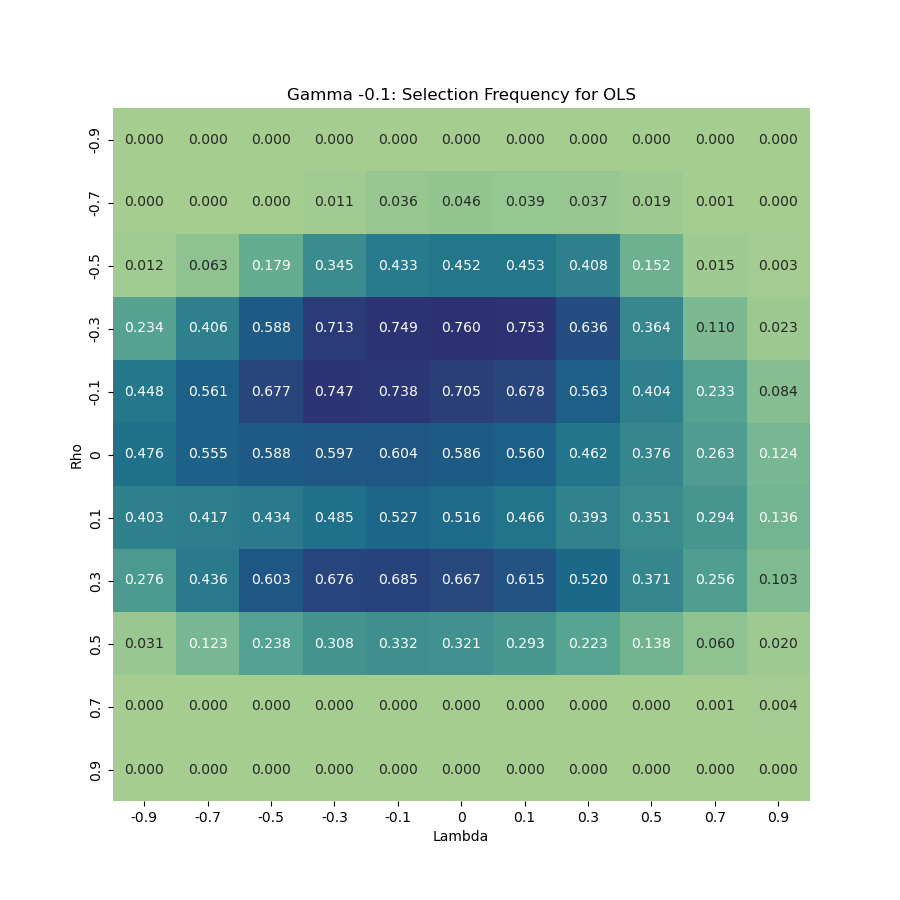 Gamma -0.1: Selection Frequency for OLS
-0.9 0.000 0.000 0.000 0.000 0.000 0.000 0.000 0.000 0.000 0.000 0.000
-0.7 0.000 0.000 0.000 0.011 0.036 0.046 0.039 0.037 0.019 0.001 0.000
-0.5 0.012 0.063 0.179 0.345 0.433 0.452 0.453 0.408 0.152 0.015 0.003
-0.3 0.234 0.406 0.588 0.713 0.749 0.760 0.753 0.636 0.364 0.110 0.023
-0.1 0.448 0.561 0.677 0.747 0.738 0.705 0.678 0.563 0.404 0.233 0.084
Rho
0 0.476 0.555 0.588 0.597 0.604 0.586 0.560 0.462 0.376 0.263 0.124
0.1 0.403 0.417 0.434 0.485 0.527 0.516 0.466 0.393 0.351 0.294 0.136
0.3 0.276 0.436 0.603 0.676 0.685 0.667 0.615 0.520 0.371 0.256 0.103
0.5 0.031 0.123 0.238 0.308 0.332 0.321 0.293 0.223 0.138 0.060 0.020
0.7 0.000 0.000 0.000 0.000 0.000 0.000 0.000 0.000 0.000 0.001 0.004
0.9 0.000 0.000 0.000 0.000 0.000 0.000 0.000 0.000 0.000 0.000 0.000
-0.9 -0.7 -0.5 -0.3 -0.1 0 0.1 0.3 0.5 0.7 0.9
Lambda